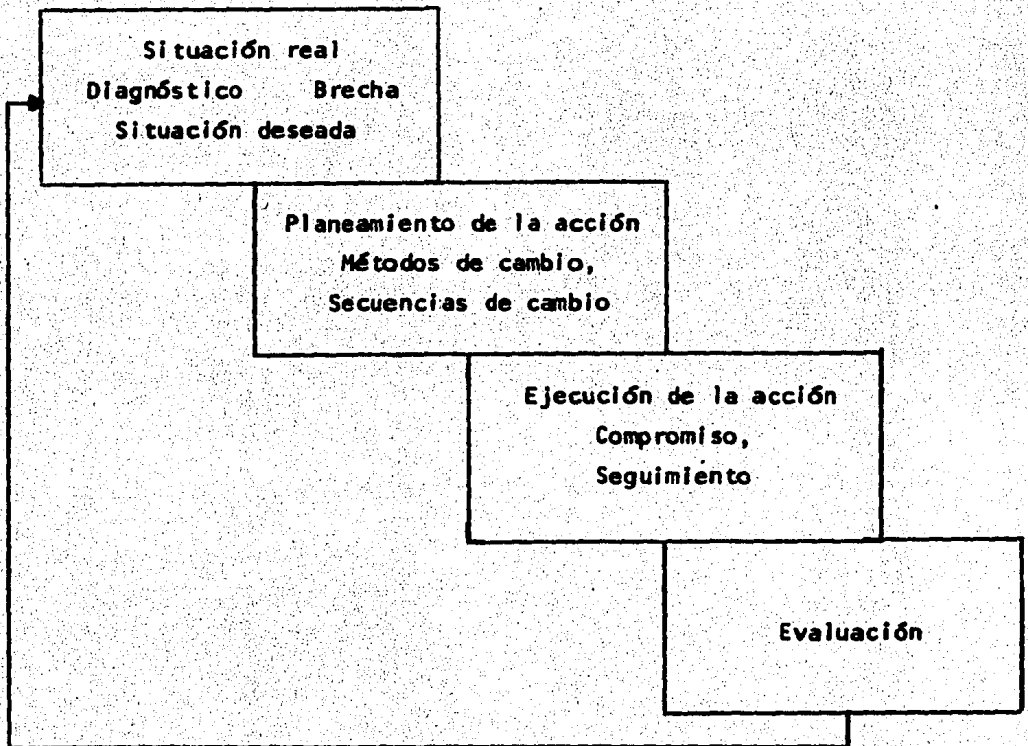 Situación real
Diagnóstico Brecha
Situación deseada
Planeamiento de la acción
Métodos de cambio,
Secuencias de cambio
Ejecución de la acción
Compromiso,
Seguimiento
Evaluación